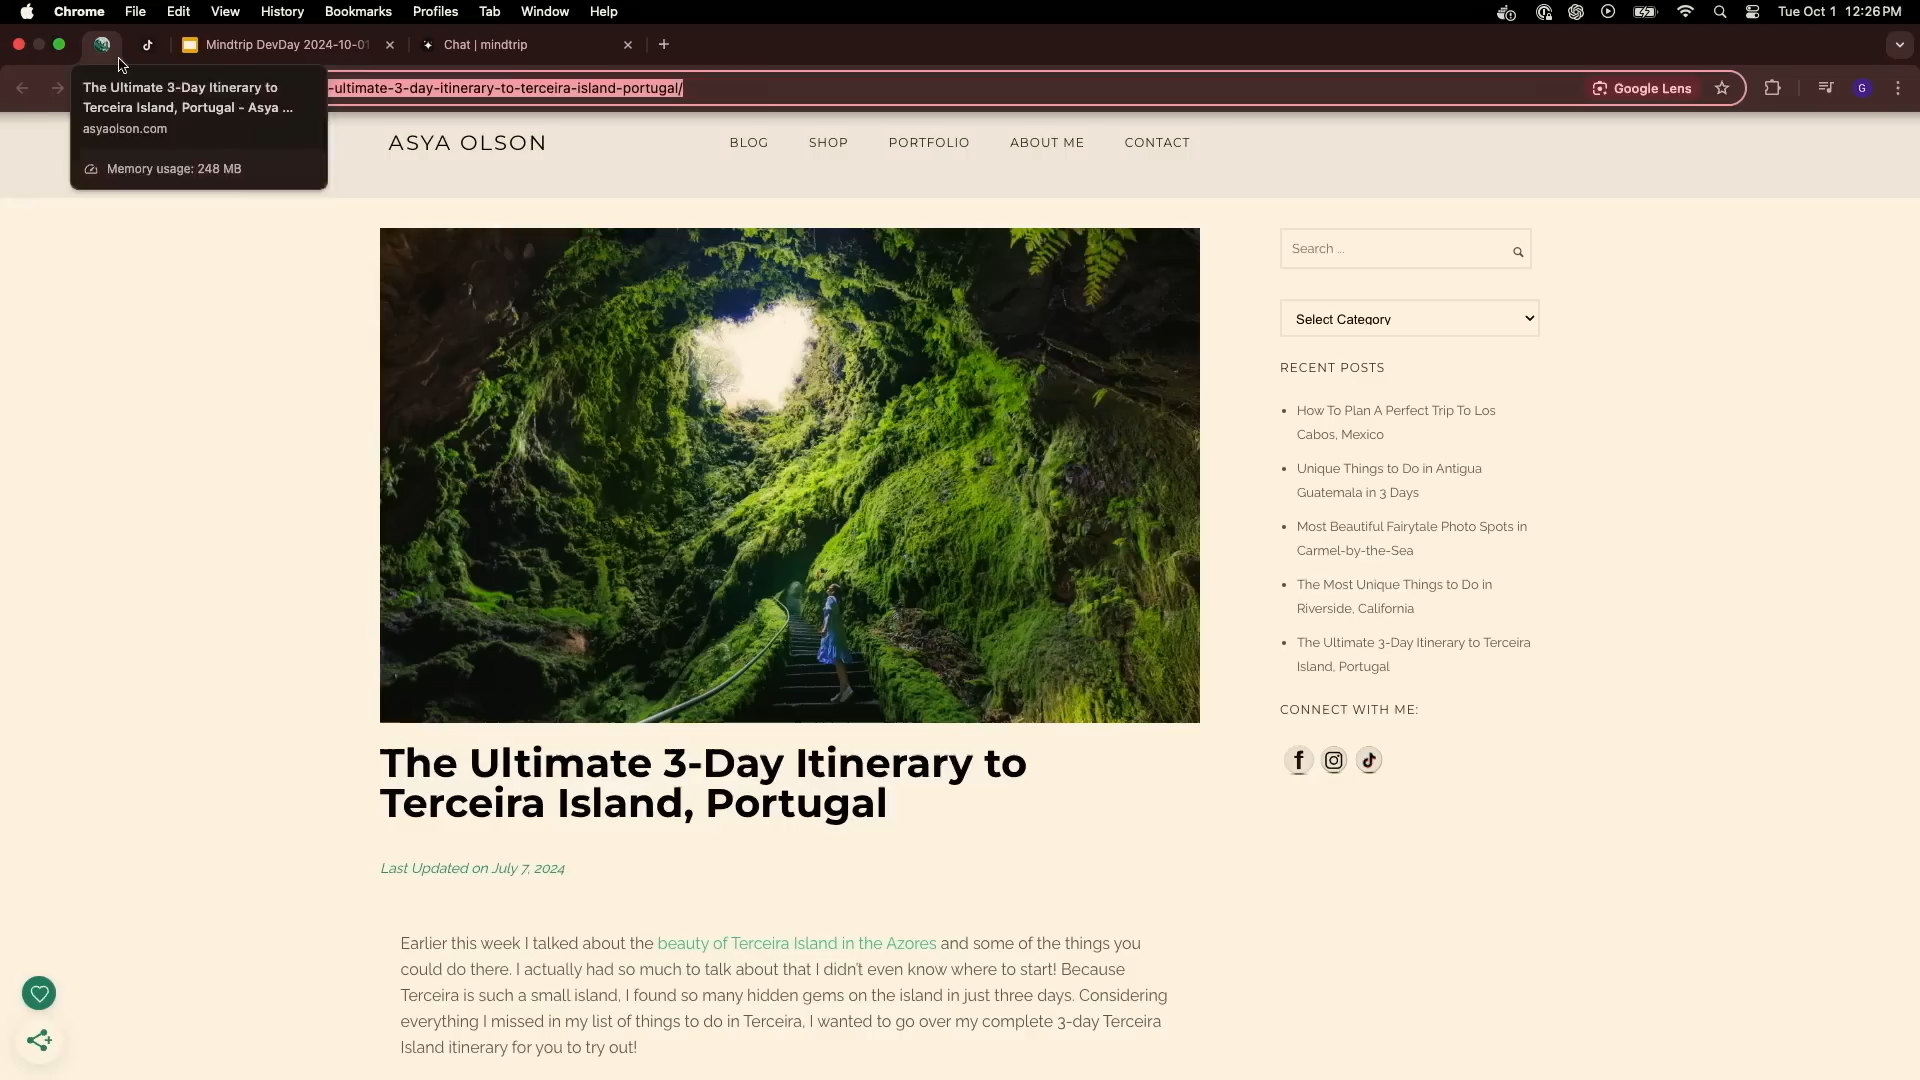 Chrome File Edit View History Bookmarks Profiles Tab Window Help
Tue Oct 1 12:26 PM
Mindtrip DevDay 2024-10-01
Chat | mindtrip
-ultimate-3-day-itinerary-to-terceira-island-portugal/
Google Lens
G
The Ultimate 3-Day Itinerary to
Terceira Island, Portugal - Asya ...
asyaolson.com
Memory usage: 248 MB
ASYA OLSON
BLOG SHOP PORTFOLIO ABOUT ME CONTACT
Search ...
Select Category
RECENT POSTS
How To Plan A Perfect Trip To Los
Cabos, Mexico
Unique Things to Do in Antigua
Guatemala in 3 Days
Most Beautiful Fairytale Photo Spots in
Carmel-by-the-Sea
The Most Unique Things to Do in
Riverside, California
The Ultimate 3-Day Itinerary to Terceira
Island, Portugal
CONNECT WITH ME:
The Ultimate 3-Day Itinerary to
Terceira Island, Portugal
Last Updated on July 7, 2024
Earlier this week I talked about the beauty of Terceira Island in the Azores and some of the things you
could do there. I actually had so much to talk about that I didn't even know where to start! Because
Terceira is such a small island, I found so many hidden gems on the island in just three days. Considering
everything I missed in my list of things to do in Terceira, I wanted to go over my complete 3-day Terceira
Island itinerary for you to try out!